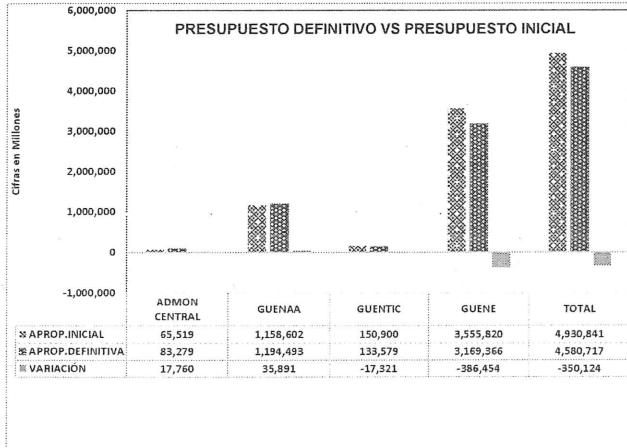 PRESUPUESTO DEFINITIVO VS PRESUPUESTO INICIAL
Cifras en Millones
6,000,000
5,000,000
4,000,000
3,000,000
2,000,000
1,000,000
0
-1,000,000
ADMON CENTRAL GUENAA GUENTIC GUENE TOTAL
APROP.INICIAL 65,519 1,158,602 150,900 3,555,820 4,930,841
APROP.DEFINITIVA 83,279 1,194,493 133,579 3,169,366 4,580,717
VARIACIÓN 17,760 35,891 -17,321 -386,454 -350,124